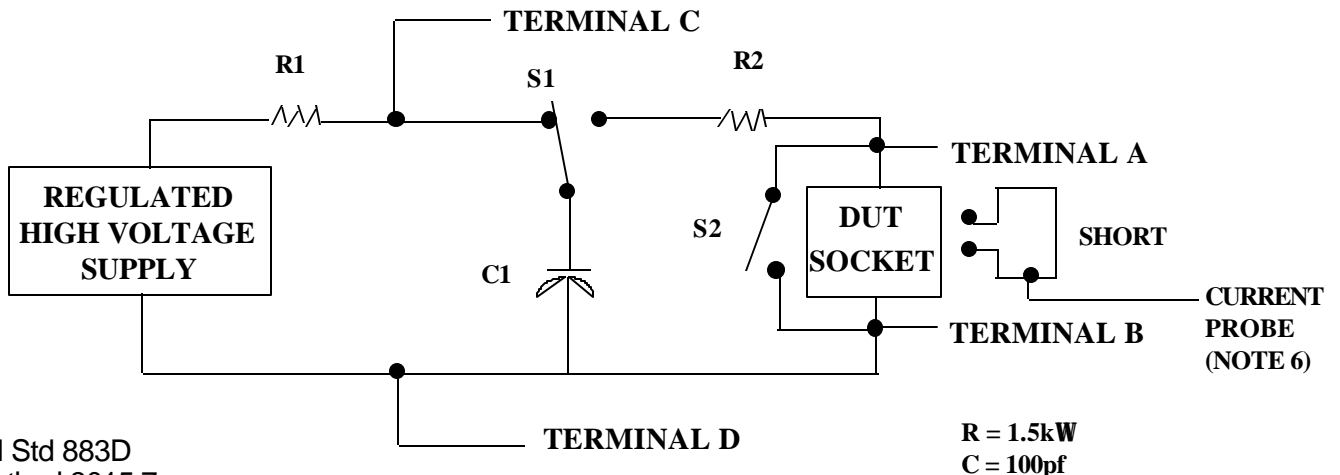 TERMINAL C
R1
S1
R2
TERMINAL A
REGULATED
HIGH VOLTAGE
SUPPLY
S2
DUT
SOCKET
SHORT
C1
CURRENT
PROBE
(NOTE 6)
TERMINAL B
TERMINAL D
R = 1.5kW
C = 100pf
Std 883D